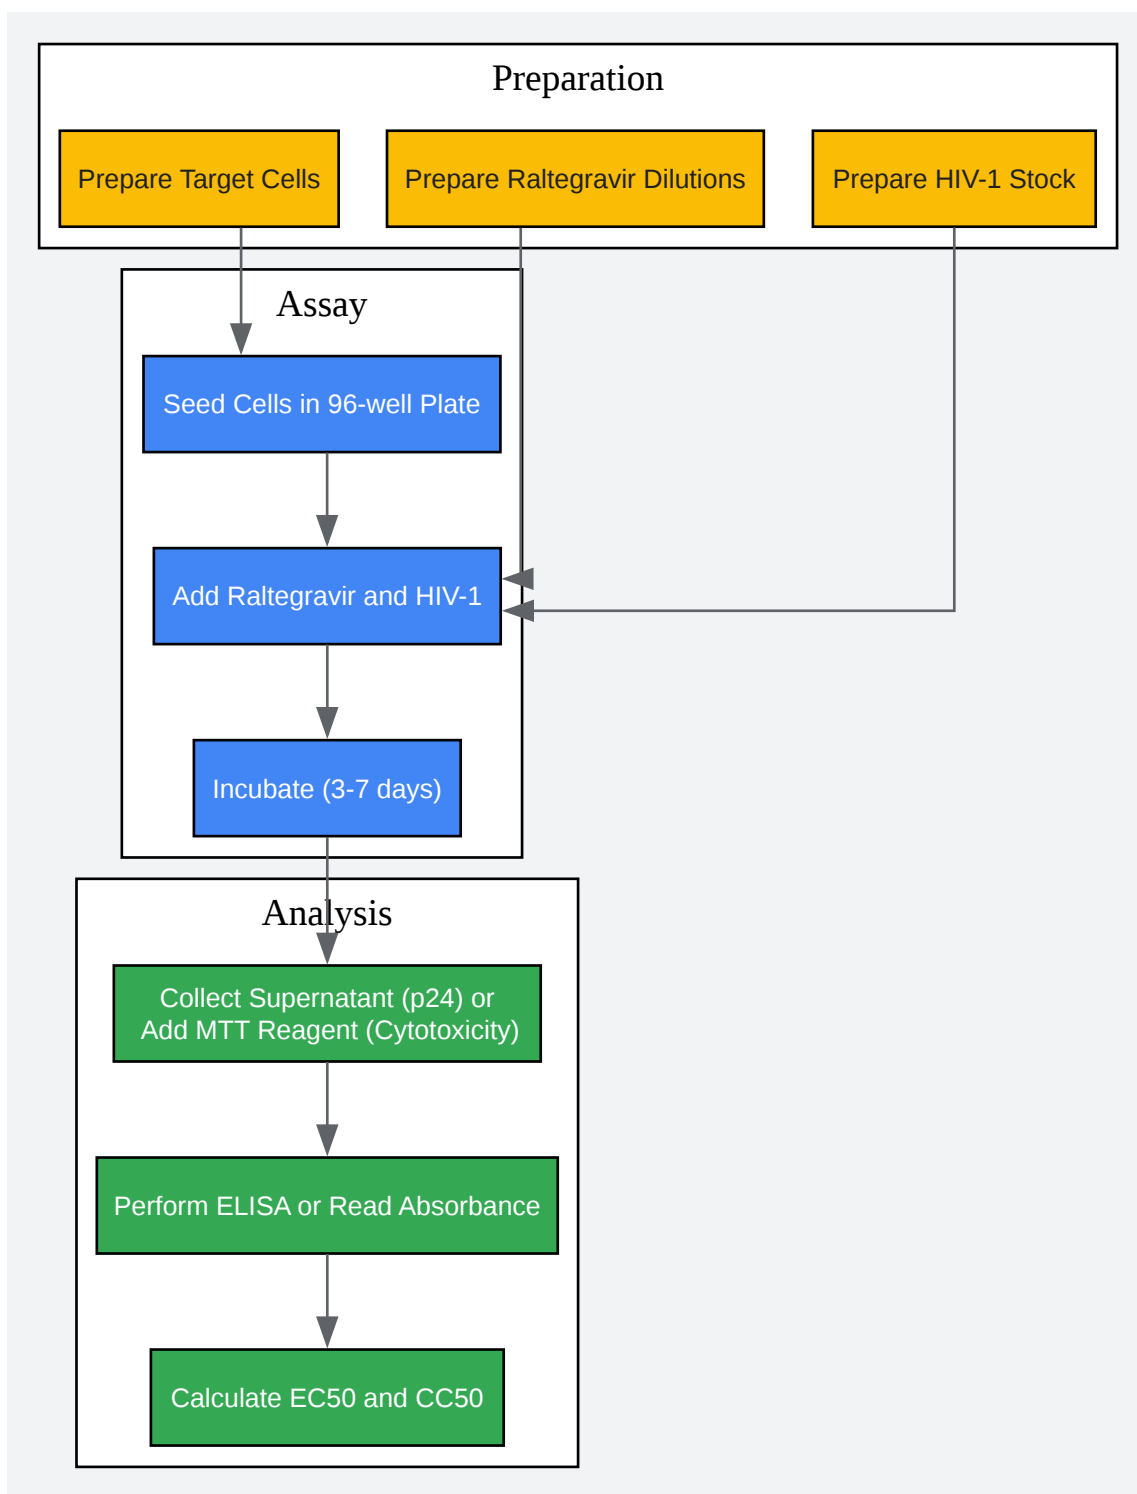 Preparation
Prepare Target Cells
Prepare Raltegravir Dilutions
Prepare HIV-1 Stock
Assay
Seed Cells in 96-well Plate
Add Raltegravir and HIV-1
Incubate (3-7 days)
Analysis
Collect Supernatant (p24) or
Add MTT Reagent (Cytotoxicity)
Perform ELISA or Read Absorbance
Calculate EC50 and CC50